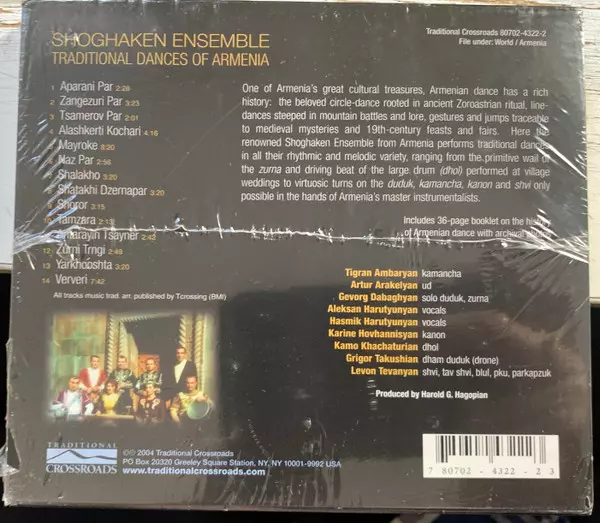 SHOGHAKEN ENSEMBLE
TRADITIONAL DANCES OF ARMENIA
Traditional Crossroads 80702-4322-2
File under: World / Armenia
1 Aparani Par 2:28
2 Zangezuri Par 3:23
3 Tsamerov Par 2:01
4 Alashkerti Kochari 4:16
5 Mayroke 8:20
6 Naz Par 2:56
7 Shalakho 3:20
8 Shatakhi Dzernapar 3:20
9 Shoror 3:15
10 Tamzara 2:13
Amarayin Tsayner 2:42
12 Zurni Trngi 2:48
13 Yarkhooshta 3:20
14 Ververi 7:42
All tracks music trad. arr. published by Tcrossing (BMI)
One of Armenia's great cultural treasures, Armenian dance has a rich
history: the beloved circle-dance rooted in ancient Zoroastrian ritual, line-
dances steeped in mountain battles and lore, gestures and jumps traceable
to medieval mysteries and 19th-century feasts and fairs. Here the
renowned Shoghaken Ensemble from Armenia performs traditional dances
in all their rhythmic and melodic variety, ranging from the primitive wail of
the zurna and driving beat of the large drum (dhol) performed at village
weddings to virtuosic turns on the duduk, kamancha, kanon and shvi only
possible in the hands of Armenia's master instrumentalists.
Includes 36-page booklet on the history
of Armenian dance with archival photos
Tigran Ambaryan kamancha
Artur Arakelyan ud
Gevorg Dabaghyan solo duduk, zurna
Aleksan Harutyunyan vocals
Hasmik Harutyunyan vocals
Karine Hovhannisyan kanon
Kamo Khachaturian dhol
Grigor Takushian dham duduk (drone)
Levon Tevanyan shvi, tav shvi, blul, pku, parkapzuk
Produced by Harold G. Hagopian
TRADITIONAL
CROSSROADS
℗© 2004 Traditional Crossroads
PO Box 20320 Greeley Square Station, NY, NY 10001-9992 USA
www.traditionalcrossroads.com
7 80702 - 4322 - 2 3